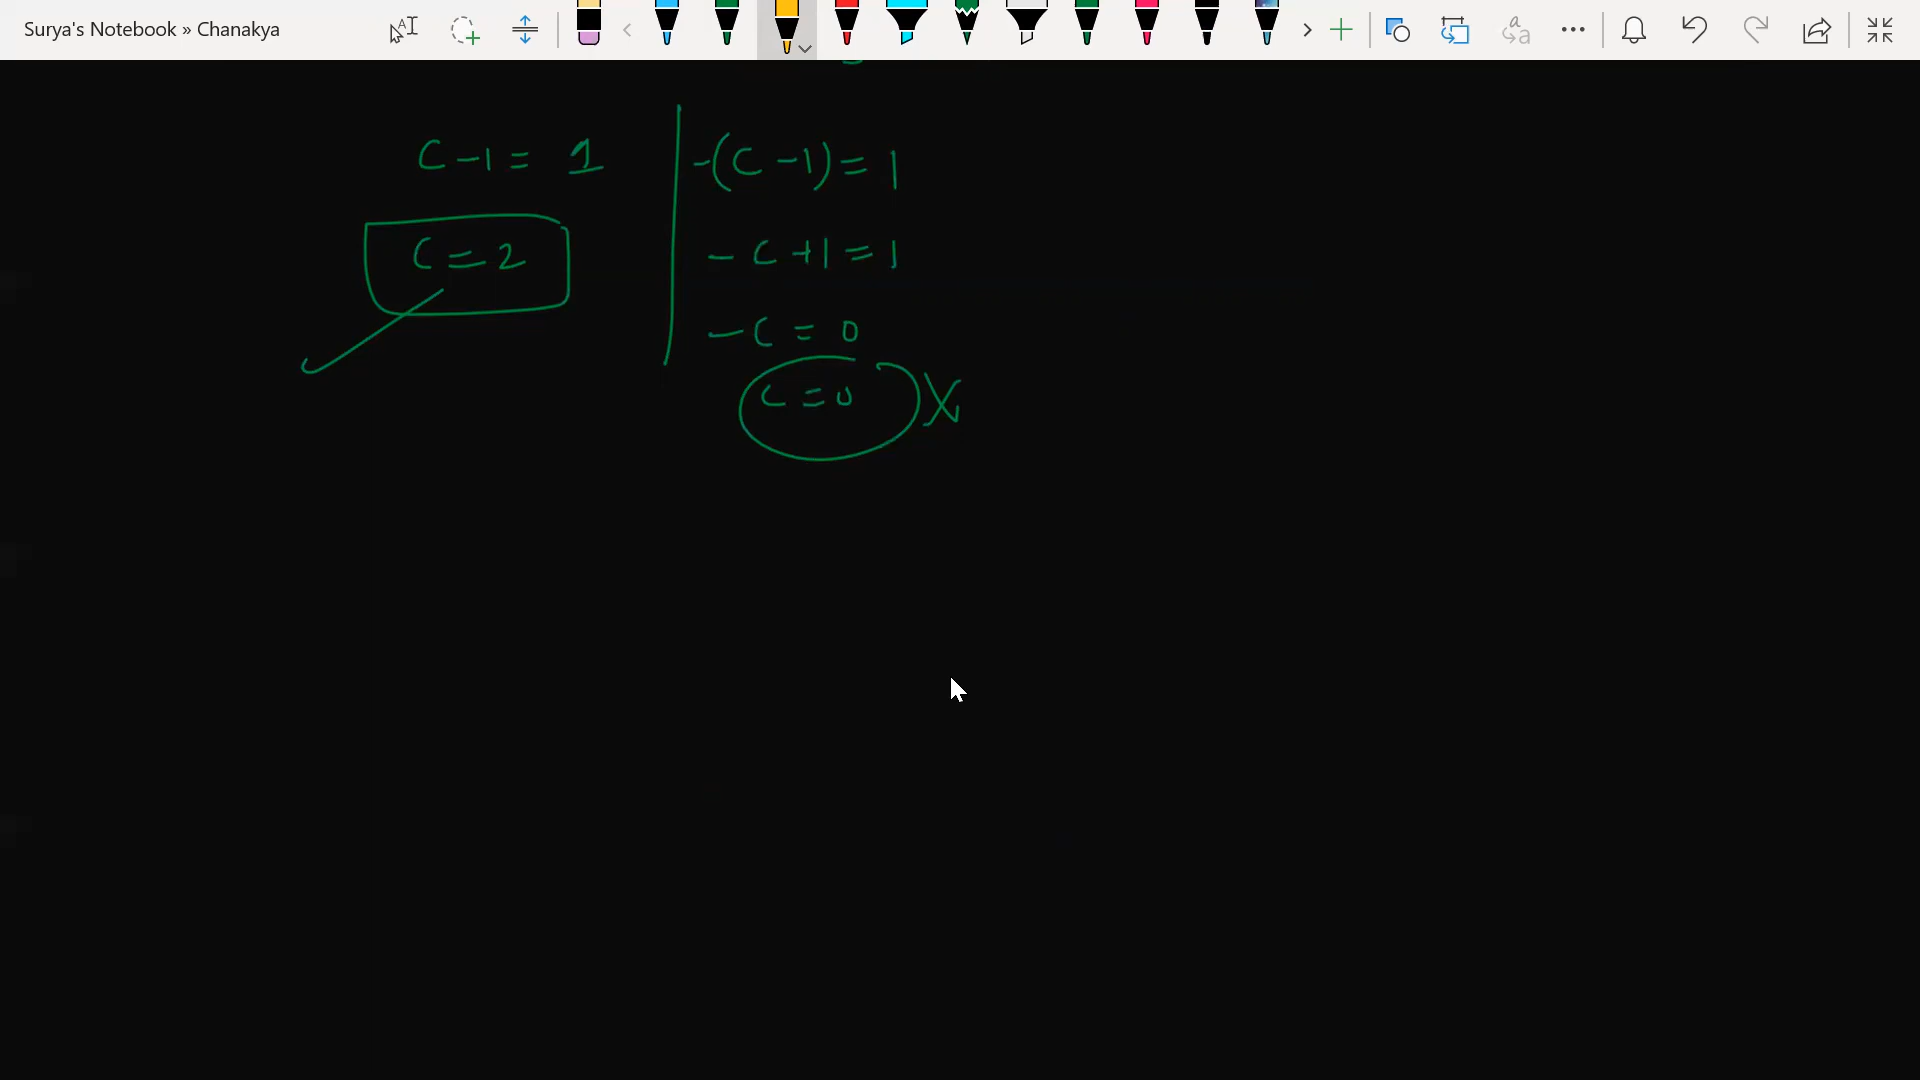 Surya's Notebook » Chanakya
C - 1 = 1
C = 2
-(C - 1) = 1
- C + 1 = 1
- C = 0
C = 0 X